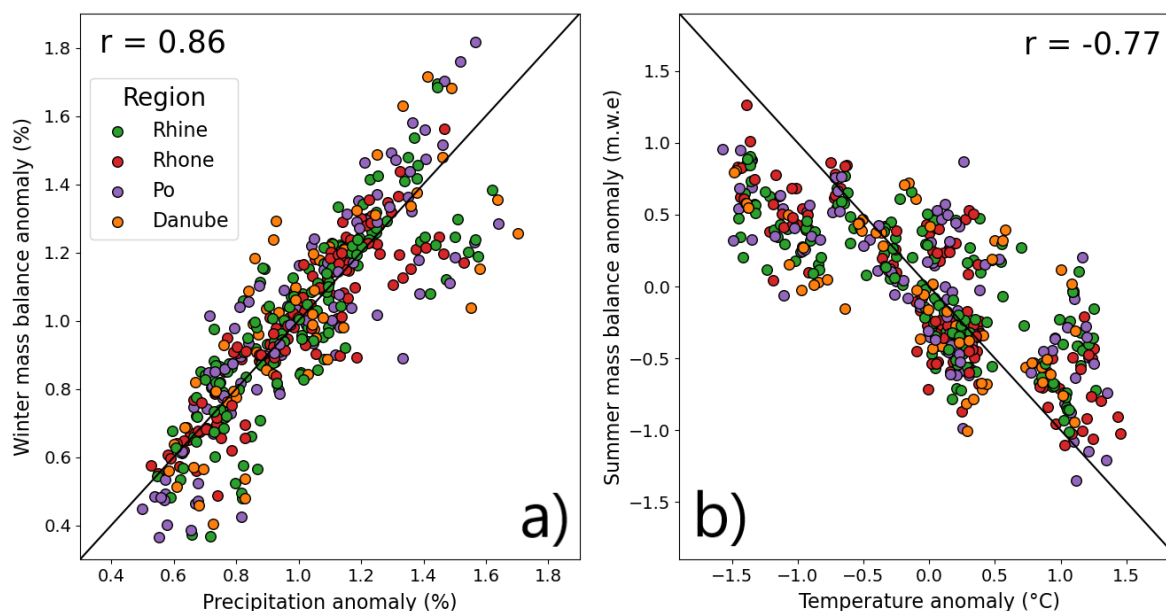 r = 0.86
Region
Rhine
Rhone
Po
Danube
a)
Winter mass balance anomaly (%)
1.8
1.6
1.4
1.2
1.0
0.8
0.6
0.4
0.4 0.6 0.8 1.0 1.2 1.4 1.6 1.8
Precipitation anomaly (%)
r = -0.77
b)
Summer mass balance anomaly (m.w.e)
1.5
1.0
0.5
0.0
−0.5
−1.0
−1.5
−1.5 −1.0 −0.5 0.0 0.5 1.0 1.5
Temperature anomaly (°C)